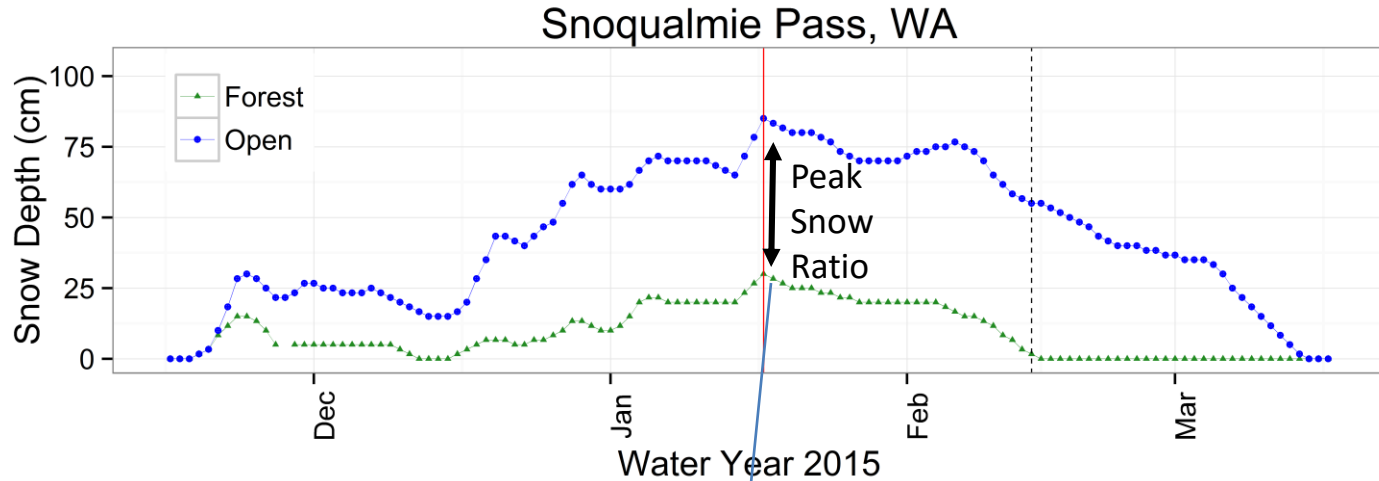 Snoqualmie Pass, WA
Snow Depth (cm)
100
75
50
25
0
Forest
Open
Peak
Snow
Ratio
Dec
Jan
Feb
Mar
Water Year 2015